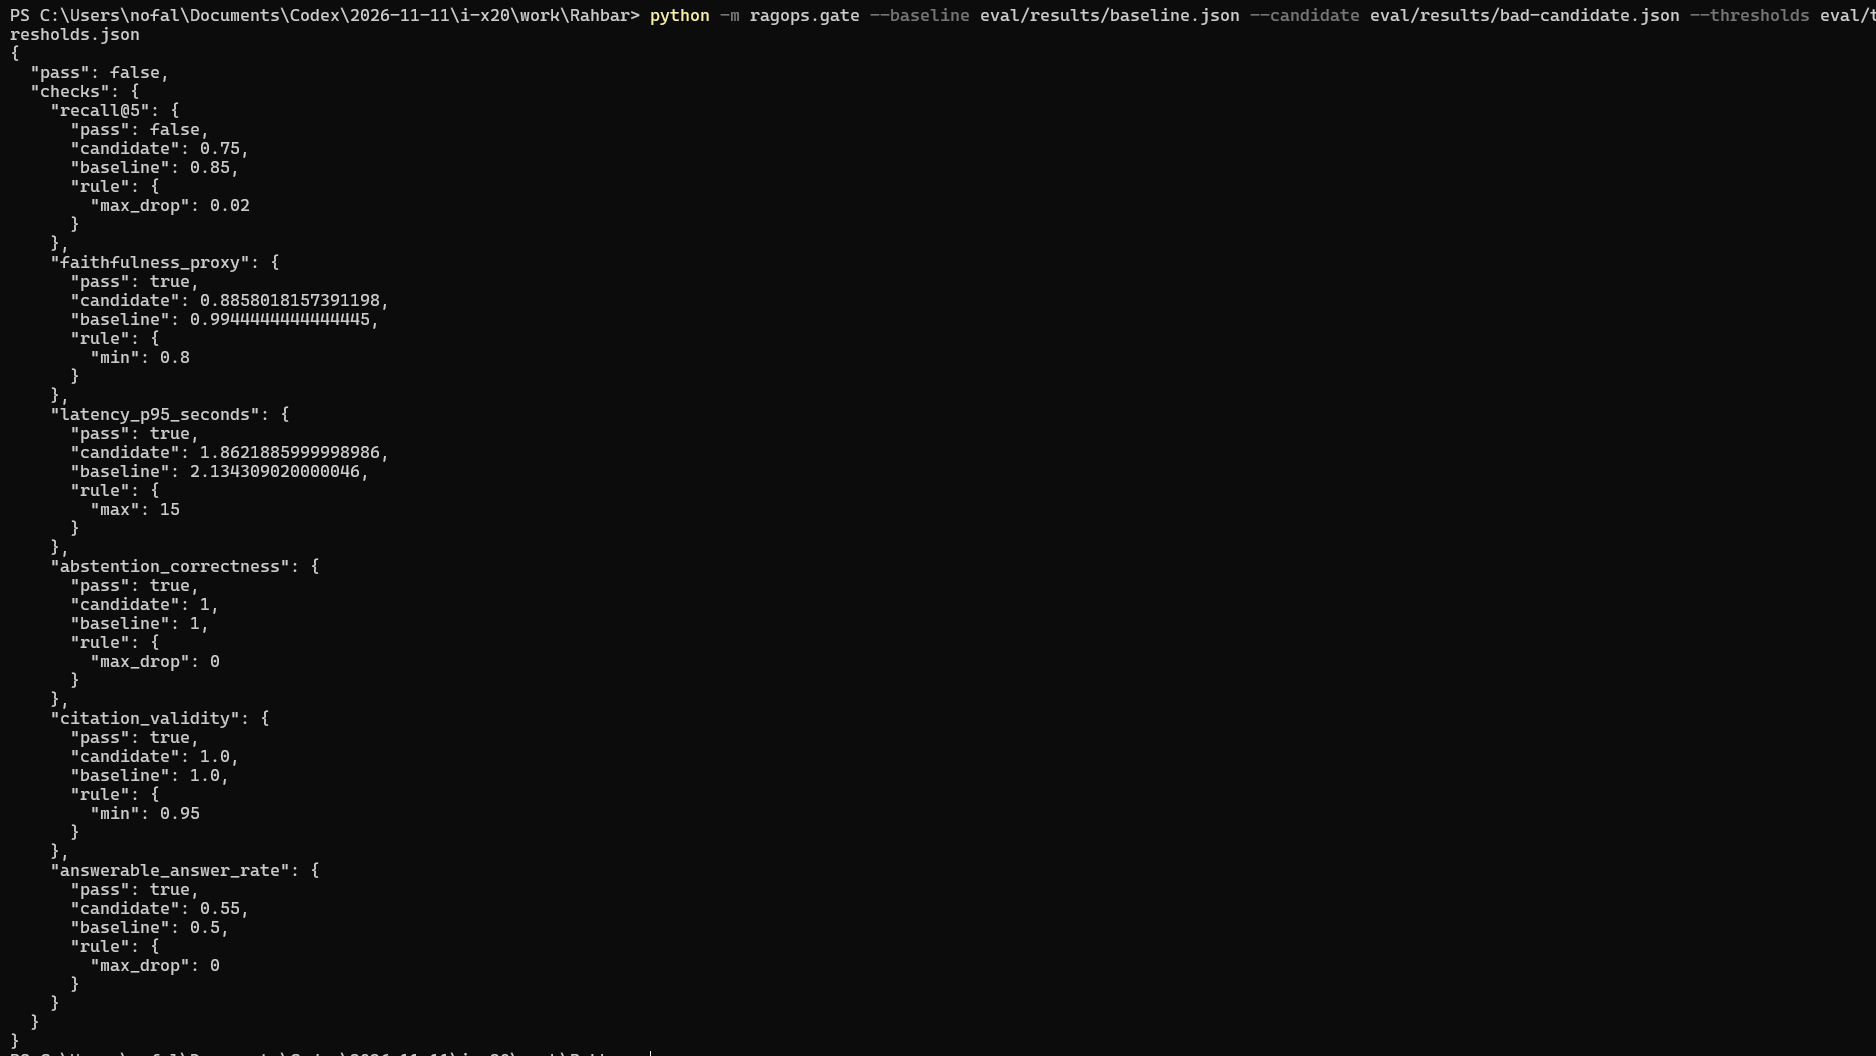 PS C:\Users\nofal\Documents\Codex\2026-11-11\i-x20\work\Rahbar> python -m ragops.gate --baseline eval/results/baseline.json --candidate eval/results/bad-candidate.json --thresholds eval/t
resholds.json
{
  "pass": false,
  "checks": {
    "recall@5": {
      "pass": false,
      "candidate": 0.75,
      "baseline": 0.85,
      "rule": {
        "max_drop": 0.02
      }
    },
    "faithfulness_proxy": {
      "pass": true,
      "candidate": 0.8858018157391198,
      "baseline": 0.9944444444444445,
      "rule": {
        "min": 0.8
      }
    },
    "latency_p95_seconds": {
      "pass": true,
      "candidate": 1.8621885999998986,
      "baseline": 2.134309020000046,
      "rule": {
        "max": 15
      }
    },
    "abstention_correctness": {
      "pass": true,
      "candidate": 1,
      "baseline": 1,
      "rule": {
        "max_drop": 0
      }
    },
    "citation_validity": {
      "pass": true,
      "candidate": 1.0,
      "baseline": 1.0,
      "rule": {
        "min": 0.95
      }
    },
    "answerable_answer_rate": {
      "pass": true,
      "candidate": 0.55,
      "baseline": 0.5,
      "rule": {
        "max_drop": 0
      }
    }
  }
}